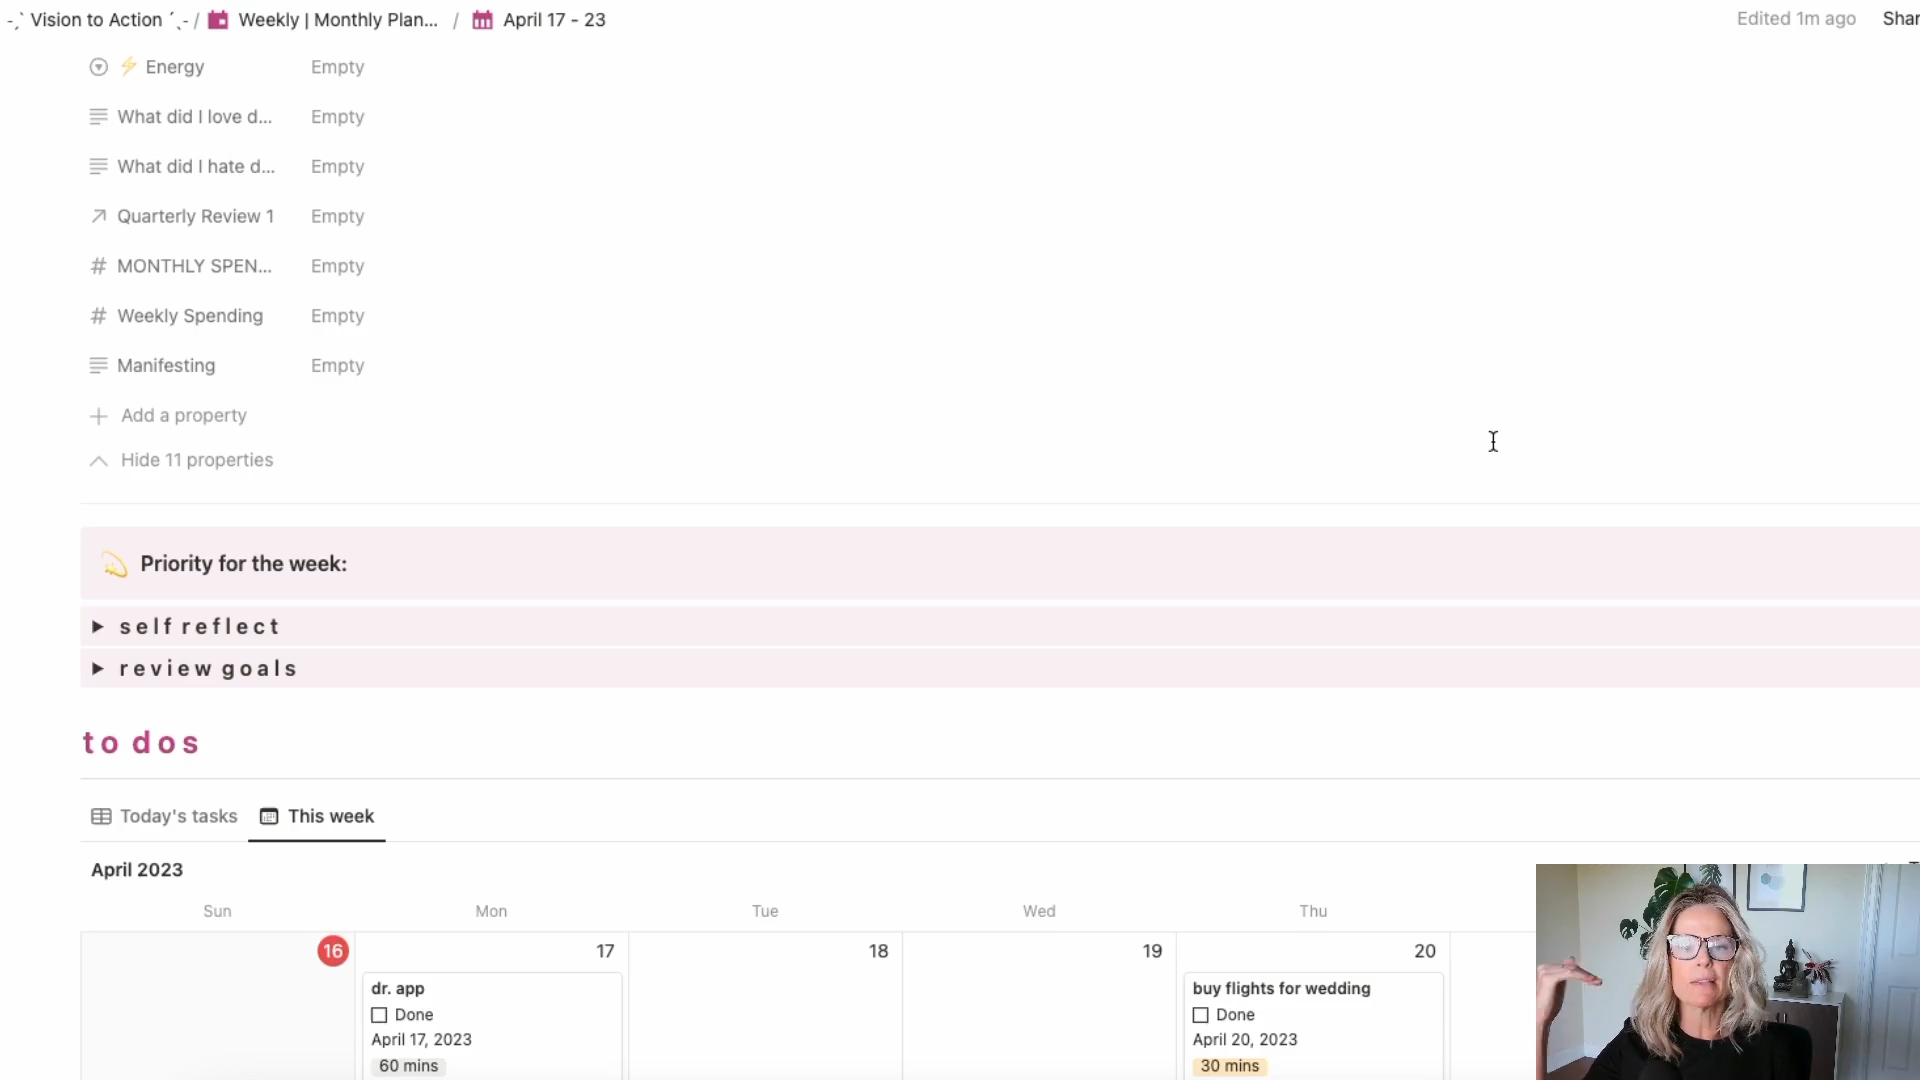 Vision to Action / Weekly | Monthly Plan... / April 17 - 23
Edited 1m ago Shar
Energy Empty
What did I love d... Empty
What did I hate d... Empty
Quarterly Review 1 Empty
MONTHLY SPEN... Empty
Weekly Spending Empty
Manifesting Empty
Add a property
Hide 11 properties
Priority for the week:
self reflect
review goals
to dos
Today's tasks This week
April 2023
Sun Mon Tue Wed Thu
16 17 18 19 20
dr. app
Done
April 17, 2023
60 mins
buy flights for wedding
Done
April 20, 2023
30 mins